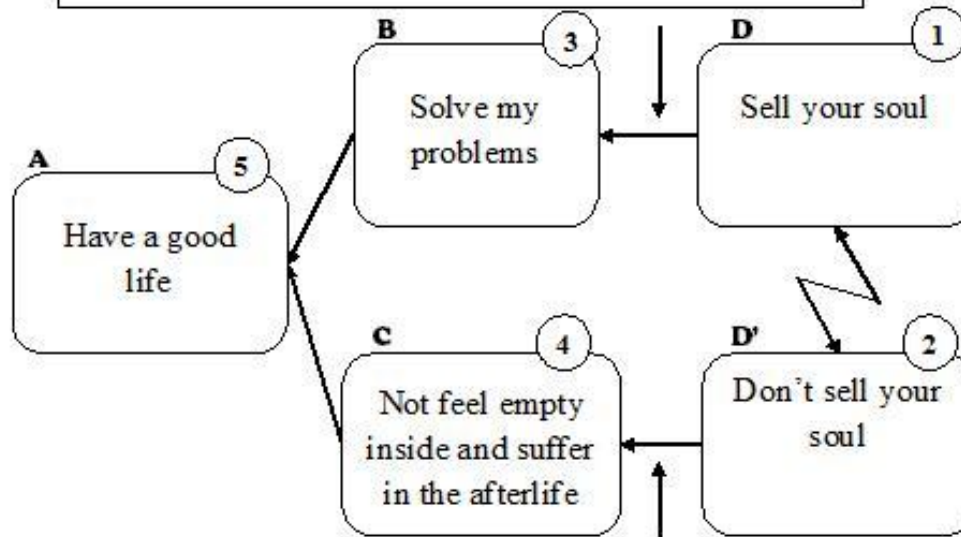 B
3
Solve my
problems
D
1
Sell your soul
A
5
Have a good
life
C
4
Not feel empty
inside and suffer
in the afterlife
D'
2
Don't sell your
soul